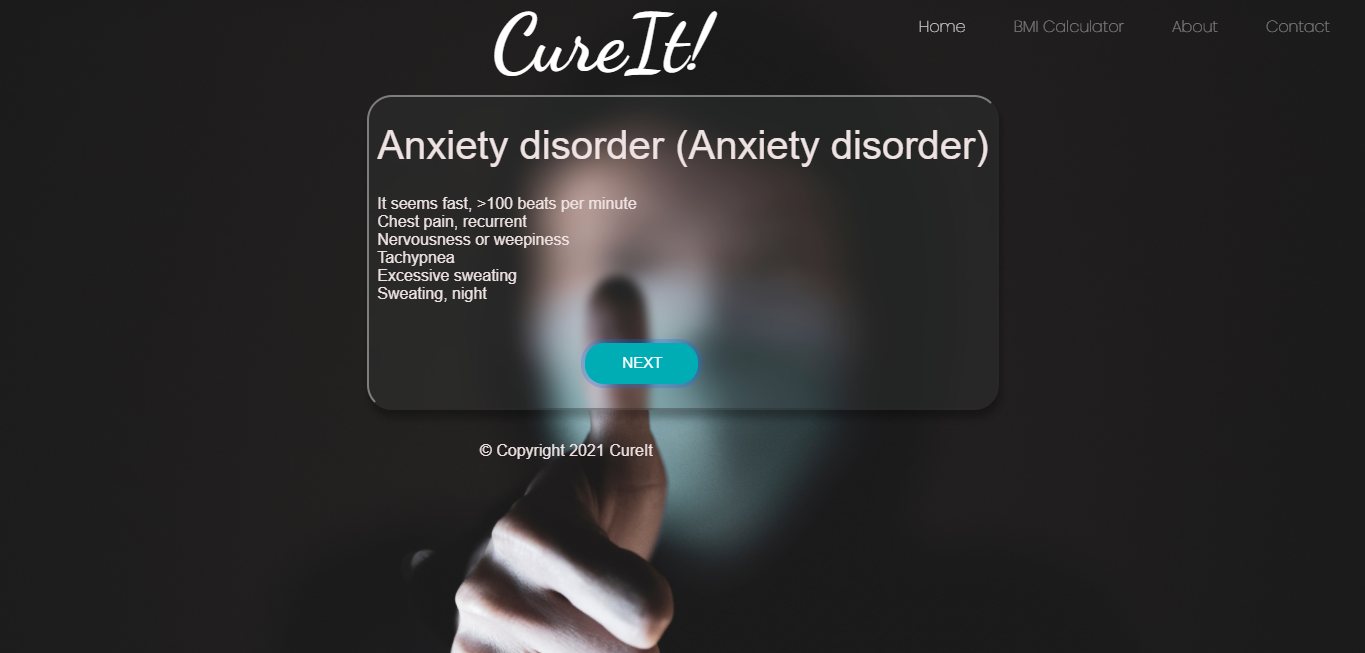 CureIt!
Home BMI Calculator About Contact
Anxiety disorder (Anxiety disorder)
It seems fast, >100 beats per minute
Chest pain, recurrent
Nervousness or weepiness
Tachypnea
Excessive sweating
Sweating, night
NEXT
© Copyright 2021 CureIt